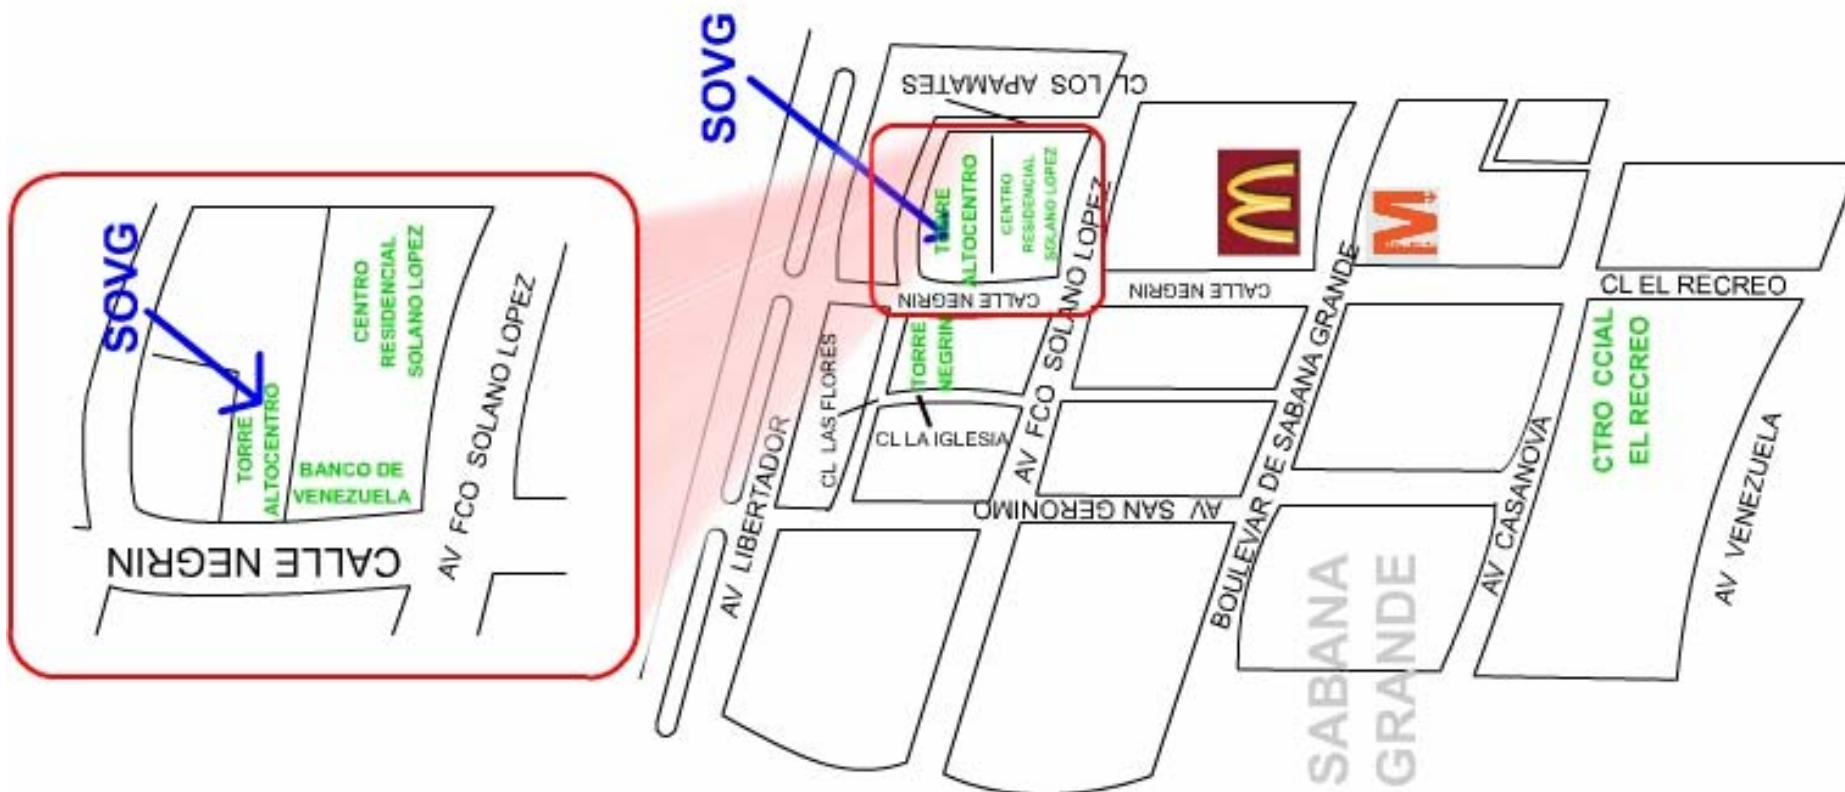 SOVG
TORRE
ALTOCENTRO
CENTRO
RESIDENCIAL
SOLANO LOPEZ
BANCO DE
VENEZUELA
CALLE NEGRIN
AV FCO SOLANO LOPEZ
SOVG
CL LOS APAMATES
TORRE
ALTOCENTRO
CENTRO
RESIDENCIAL
SOLANO LOPEZ
CALLE NEGRIN
CALLE NEGRIN
TORRE
NEGRIN
CL LAS FLORES
CL LA IGLESIA
AV LIBERTADOR
AV FCO SOLANO LOPEZ
AV SAN GERONIMO
BOULEVAR DE SABANA GRANDE
M
M
CL EL RECREO
CTRO CCIAL
EL RECREO
AV CASANOVA
AV VENEZUELA
SABANA
GRANDE